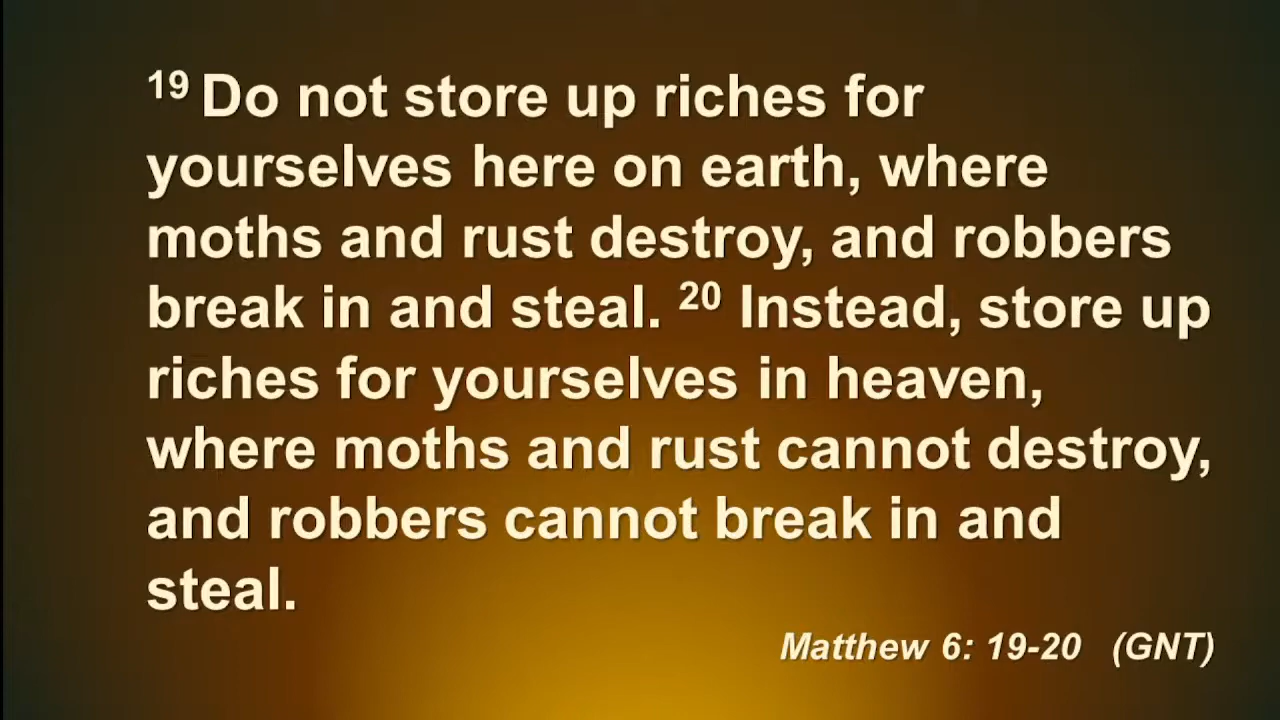 19 Do not store up riches for
yourselves here on earth, where
moths and rust destroy, and robbers
break in and steal. 20 Instead, store up
riches for yourselves in heaven,
where moths and rust cannot destroy,
and robbers cannot break in and
steal.
Matthew 6: 19-20 (GNT)